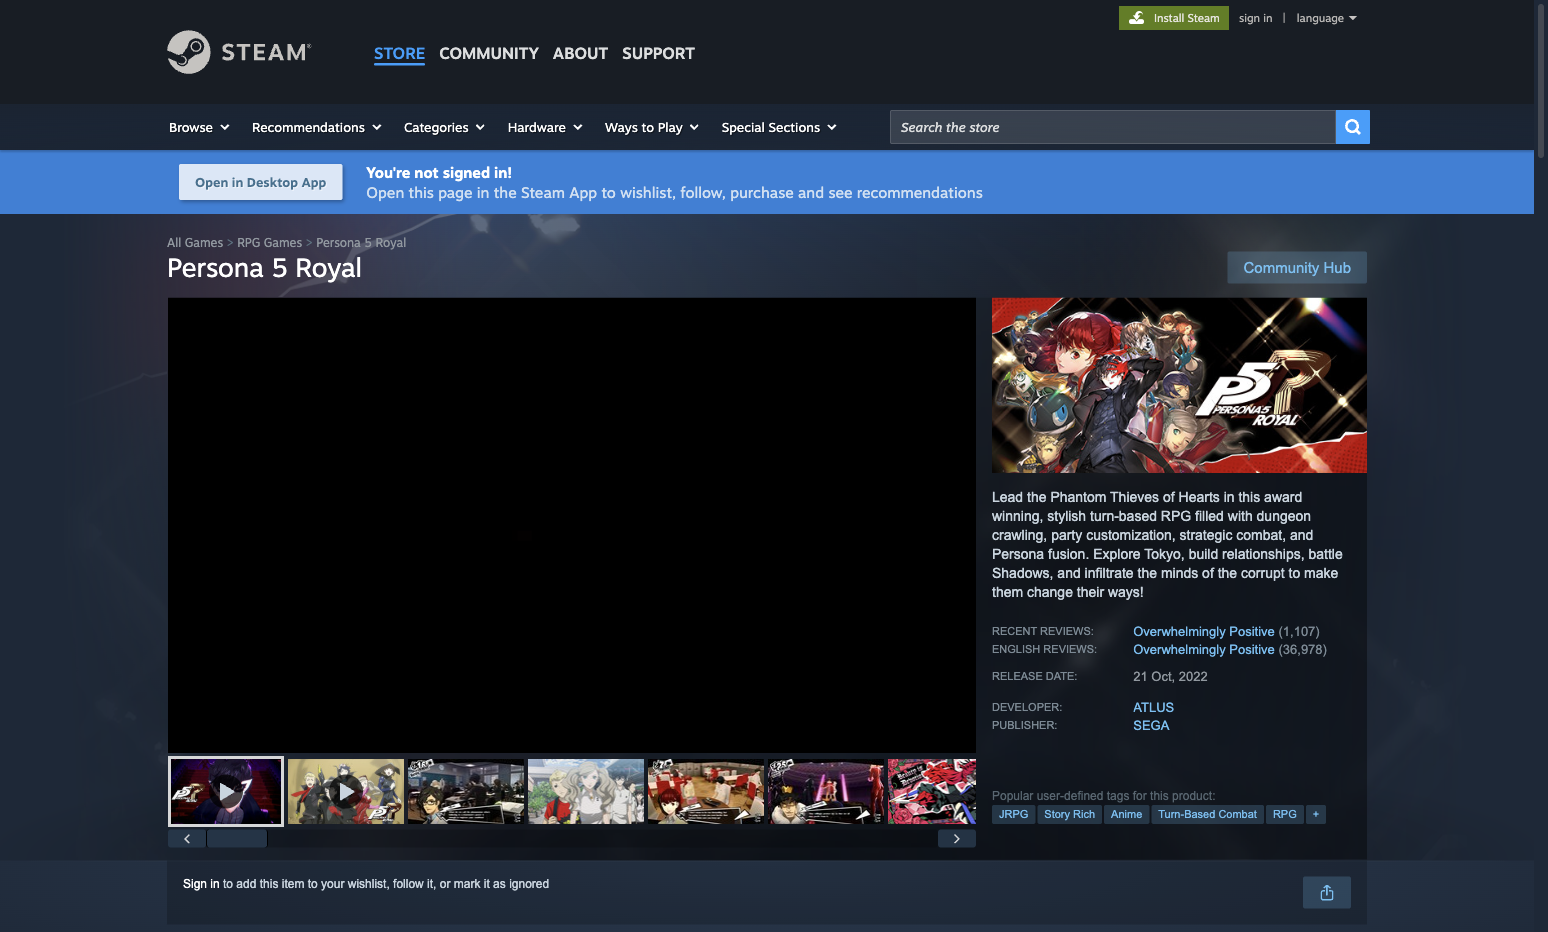 Install Steam
sign in | language
STEAM®
STORE COMMUNITY ABOUT SUPPORT
Browse Recommendations Categories Hardware Ways to Play Special Sections
Search the store
Open in Desktop App
You're not signed in!
Open this page in the Steam App to wishlist, follow, purchase and see recommendations
All Games > RPG Games > Persona 5 Royal
Persona 5 Royal
Community Hub
P5R
PERSONA5
ROYAL
Lead the Phantom Thieves of Hearts in this award
winning, stylish turn-based RPG filled with dungeon
crawling, party customization, strategic combat, and
Persona fusion. Explore Tokyo, build relationships, battle
Shadows, and infiltrate the minds of the corrupt to make
them change their ways!
RECENT REVIEWS: Overwhelmingly Positive (1,107)
ENGLISH REVIEWS: Overwhelmingly Positive (36,978)
RELEASE DATE: 21 Oct, 2022
DEVELOPER: ATLUS
PUBLISHER: SEGA
Popular user-defined tags for this product:
JRPG Story Rich Anime Turn-Based Combat RPG +
Sign in to add this item to your wishlist, follow it, or mark it as ignored